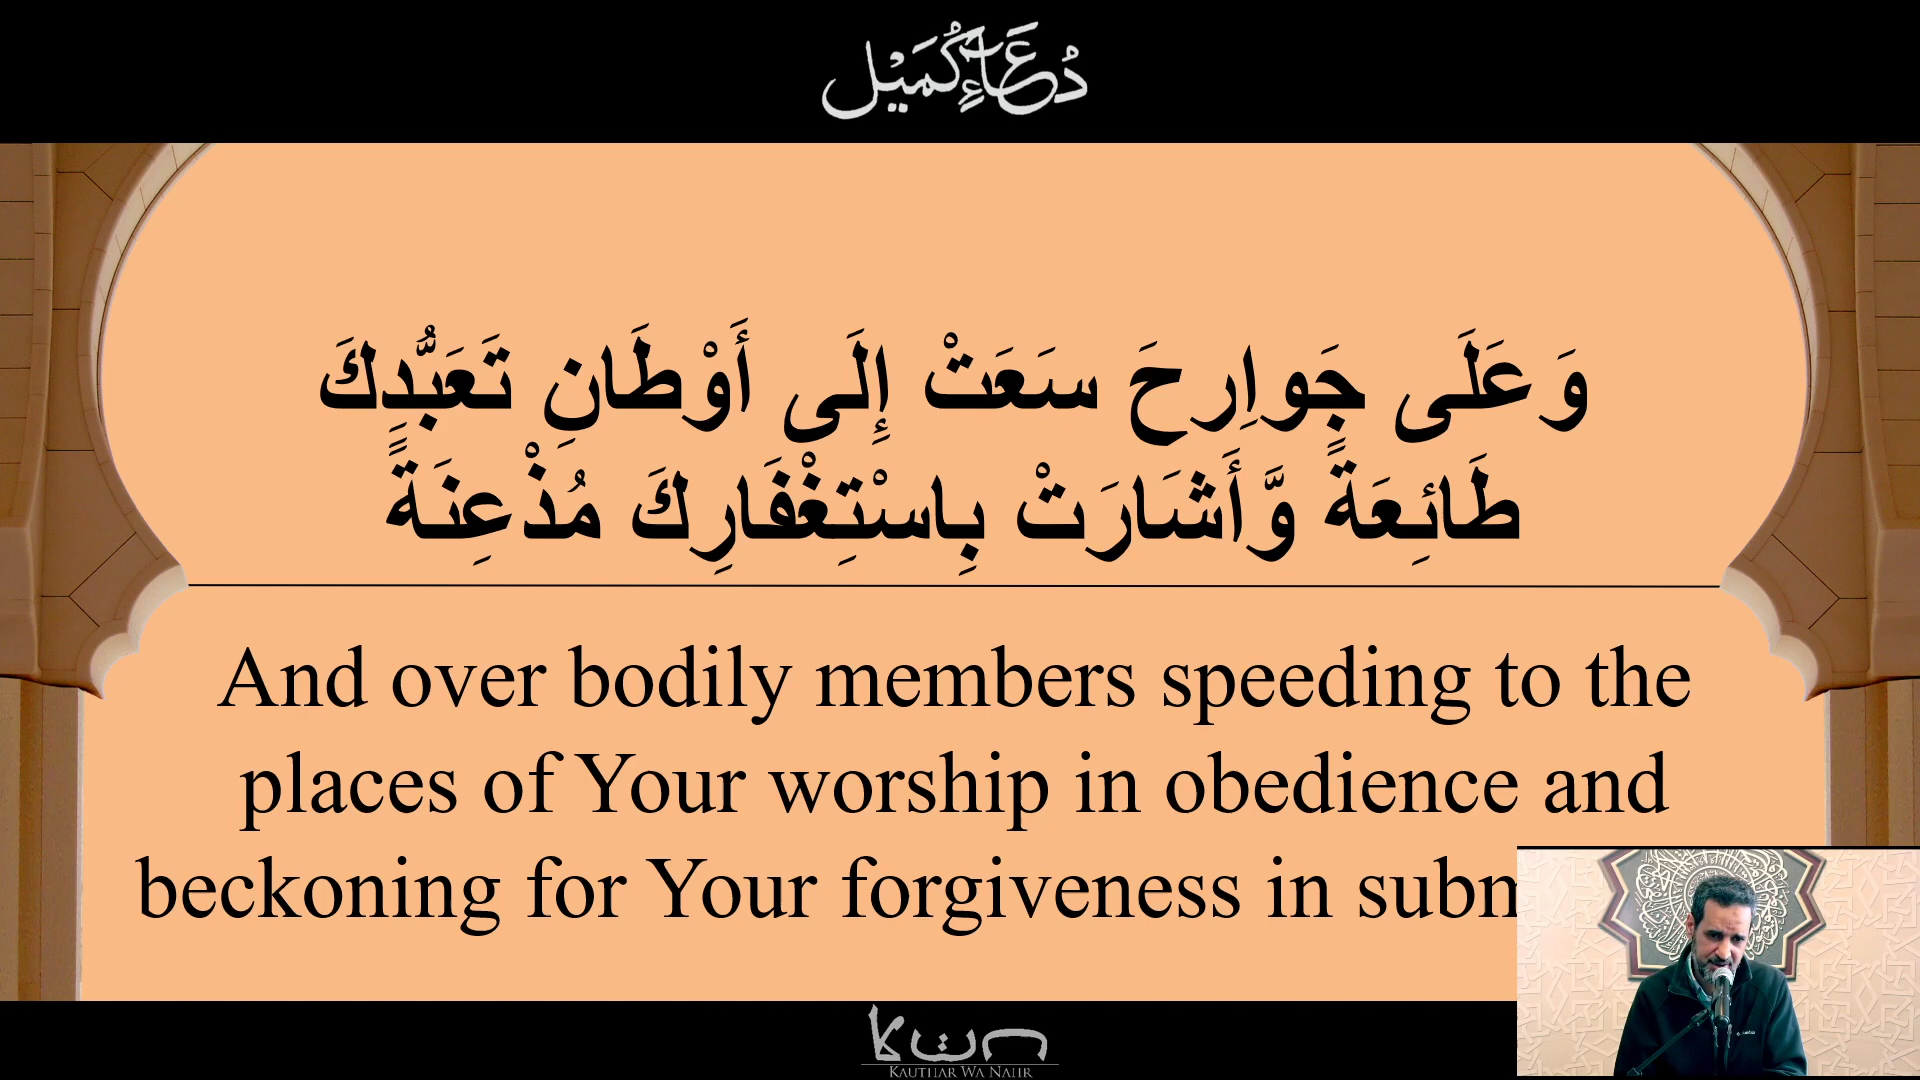 دُعَاءِ كُمَيْل
وَعَلَى جَوارِحَ سَعَتْ إِلَى أَوْطَانِ تَعَبُّدِكَ
طَائِعَةً وَّأَشَارَتْ بِاسْتِغْفَارِكَ مُذْعِنَةً
And over bodily members speeding to the
places of Your worship in obedience and
beckoning for Your forgiveness in subm
KAUTHAR WA NAHR